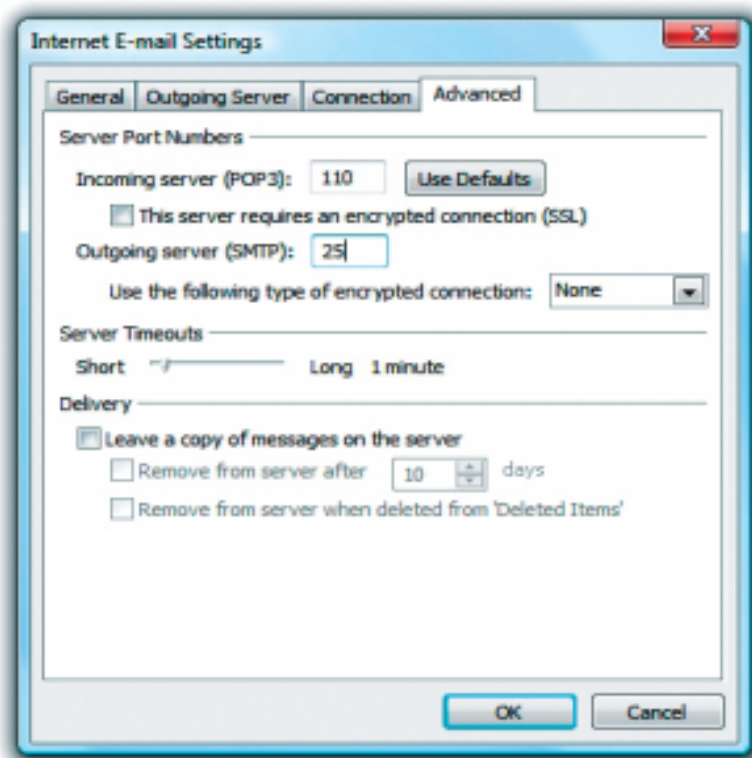 Internet E-mail Settings
General Outgoing Server Connection Advanced
Server Port Numbers
Incoming server (POP3): 110 Use Defaults
This server requires an encrypted connection (SSL)
Outgoing server (SMTP): 25
Use the following type of encrypted connection: None
Server Timeouts
Short Long 1 minute
Delivery
Leave a copy of messages on the server
Remove from server after 10 days
Remove from server when deleted from 'Deleted Items'
OK Cancel